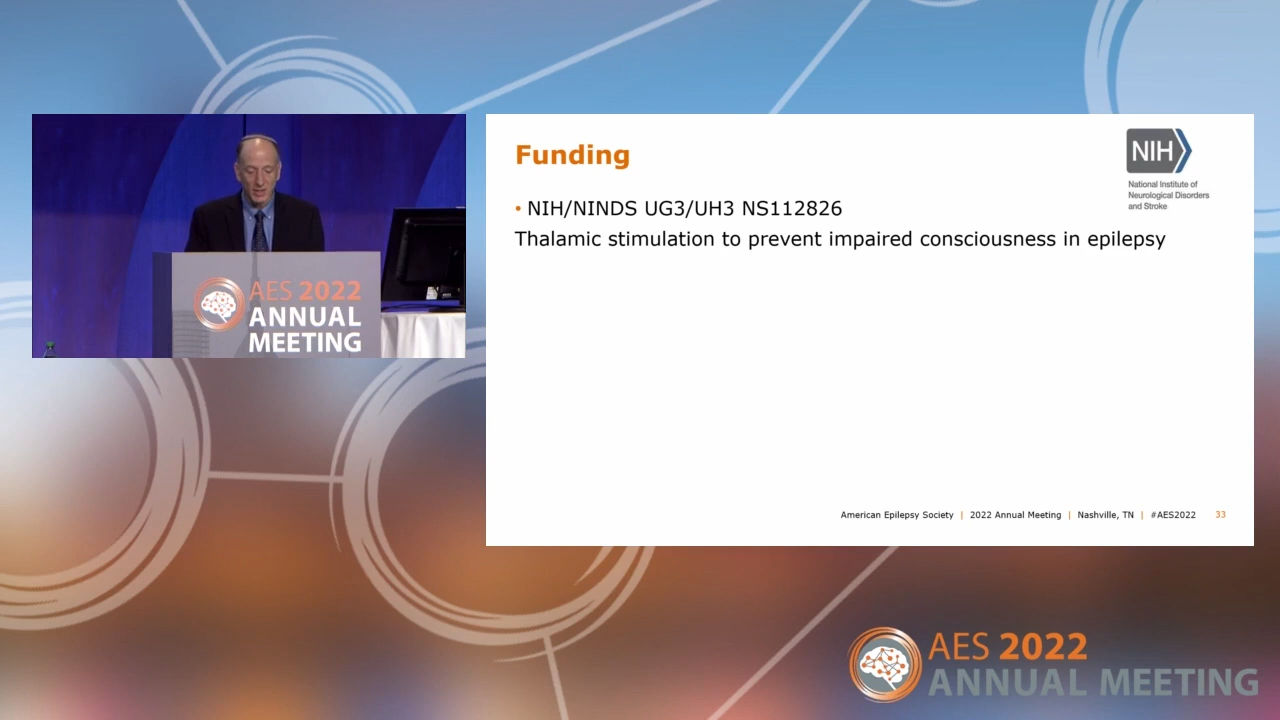 AES 2022
ANNUAL
MEETING
Funding
NIH
National Institute of
Neurological Disorders
and Stroke
• NIH/NINDS UG3/UH3 NS112826
Thalamic stimulation to prevent impaired consciousness in epilepsy
American Epilepsy Society | 2022 Annual Meeting | Nashville, TN | #AES2022 33
AES 2022
ANNUAL MEETING